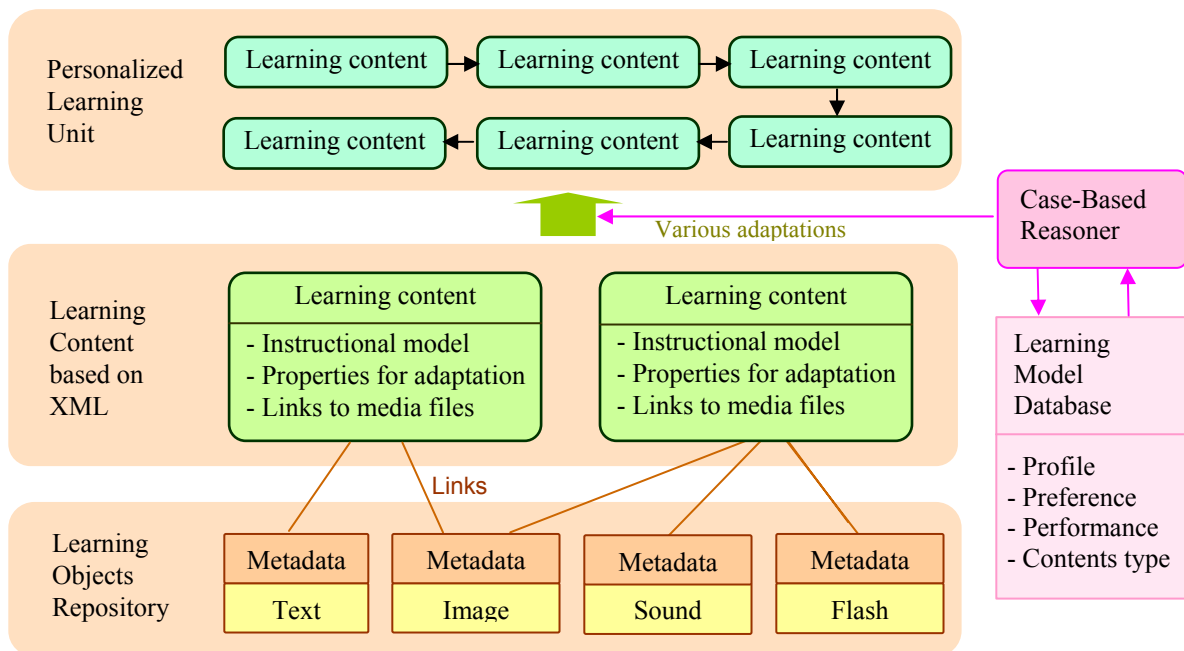 Personalized
Learning
Unit
Learning content
Learning content
Learning content
Learning content
Learning content
Learning content
Various adaptations
Case-Based
Reasoner
Learning
Content
based on
XML
Learning content
- Instructional model
- Properties for adaptation
- Links to media files
Learning content
- Instructional model
- Properties for adaptation
- Links to media files
Learning
Model
Database
- Profile
- Preference
- Performance
- Contents type
Links
Learning
Objects
Repository
Metadata
Text
Metadata
Image
Metadata
Sound
Metadata
Flash